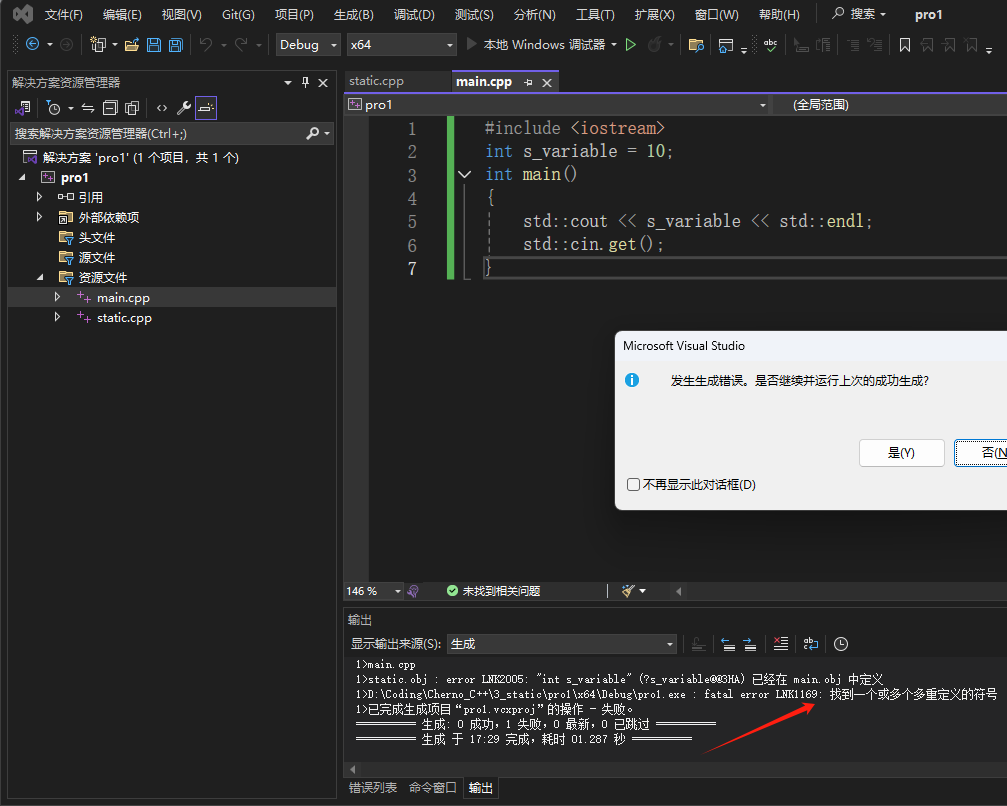 文件(F) 编辑(E) 视图(V) Git(G) 项目(P) 生成(B) 调试(D) 测试(S) 分析(N) 工具(T) 扩展(X) 窗口(W) 帮助(H) 搜索 pro1
Debug x64 本地 Windows 调试器
解决方案资源管理器
搜索解决方案资源管理器(Ctrl+;)
解决方案 'pro1' (1 个项目，共 1 个)
pro1
引用
外部依赖项
头文件
源文件
资源文件
main.cpp
static.cpp
static.cpp main.cpp
pro1 (全局范围)
1 #include <iostream>
2 int s_variable = 10;
3 int main()
4 {
5 std::cout << s_variable << std::endl;
6 std::cin.get();
7 }
Microsoft Visual Studio
发生生成错误。是否继续并运行上次的成功生成?
是(Y) 否(N
不再显示此对话框(D)
146 % 未找到相关问题
输出
显示输出来源(S): 生成
1>main.cpp
1>static.obj : error LNK2005: "int s_variable" (?s_variable@@3HA) 已经在 main.obj 中定义
1>D:\Coding\Cherno_C++\3_static\pro1\x64\Debug\pro1.exe : fatal error LNK1169: 找到一个或多个多重定义的符号
1>已完成生成项目“pro1.vcxproj”的操作 - 失败。
========== 生成: 0 成功，1 失败，0 最新，0 已跳过 ==========
========== 生成 于 17:29 完成，耗时 01.287 秒 ==========
错误列表 命令窗口 输出